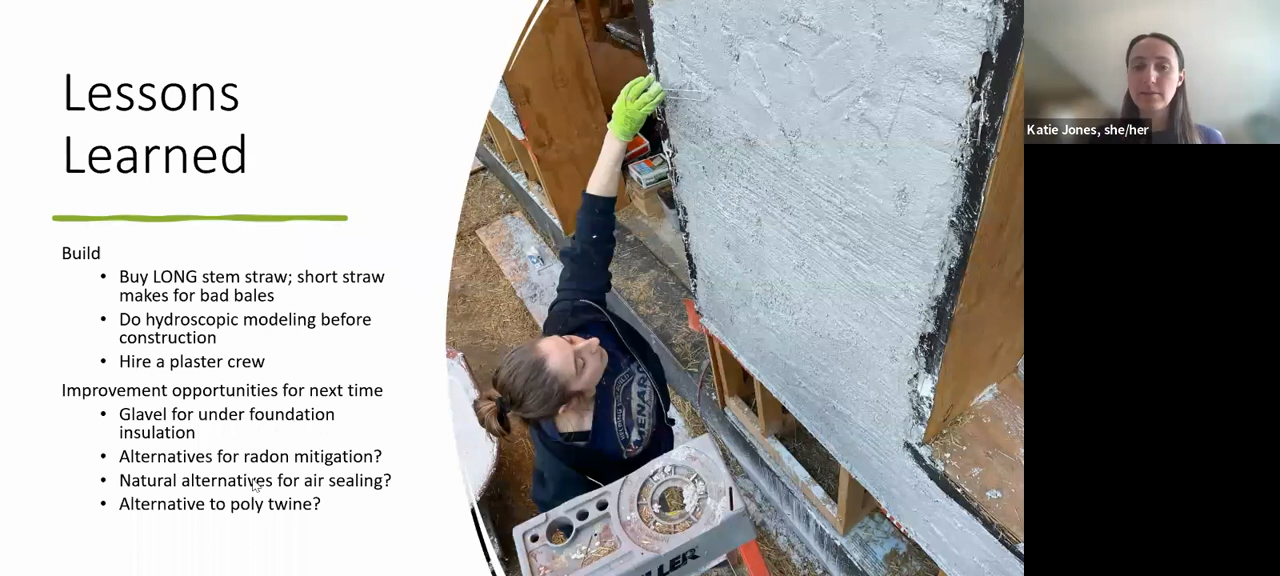 Lessons
Learned
Build
• Buy LONG stem straw; short straw
makes for bad bales
• Do hydroscopic modeling before
construction
• Hire a plaster crew
Improvement opportunities for next time
• Glavel for under foundation
insulation
• Alternatives for radon mitigation?
• Natural alternatives for air sealing?
• Alternative to poly twine?
MENARD
LLER
Katie Jones, she/her